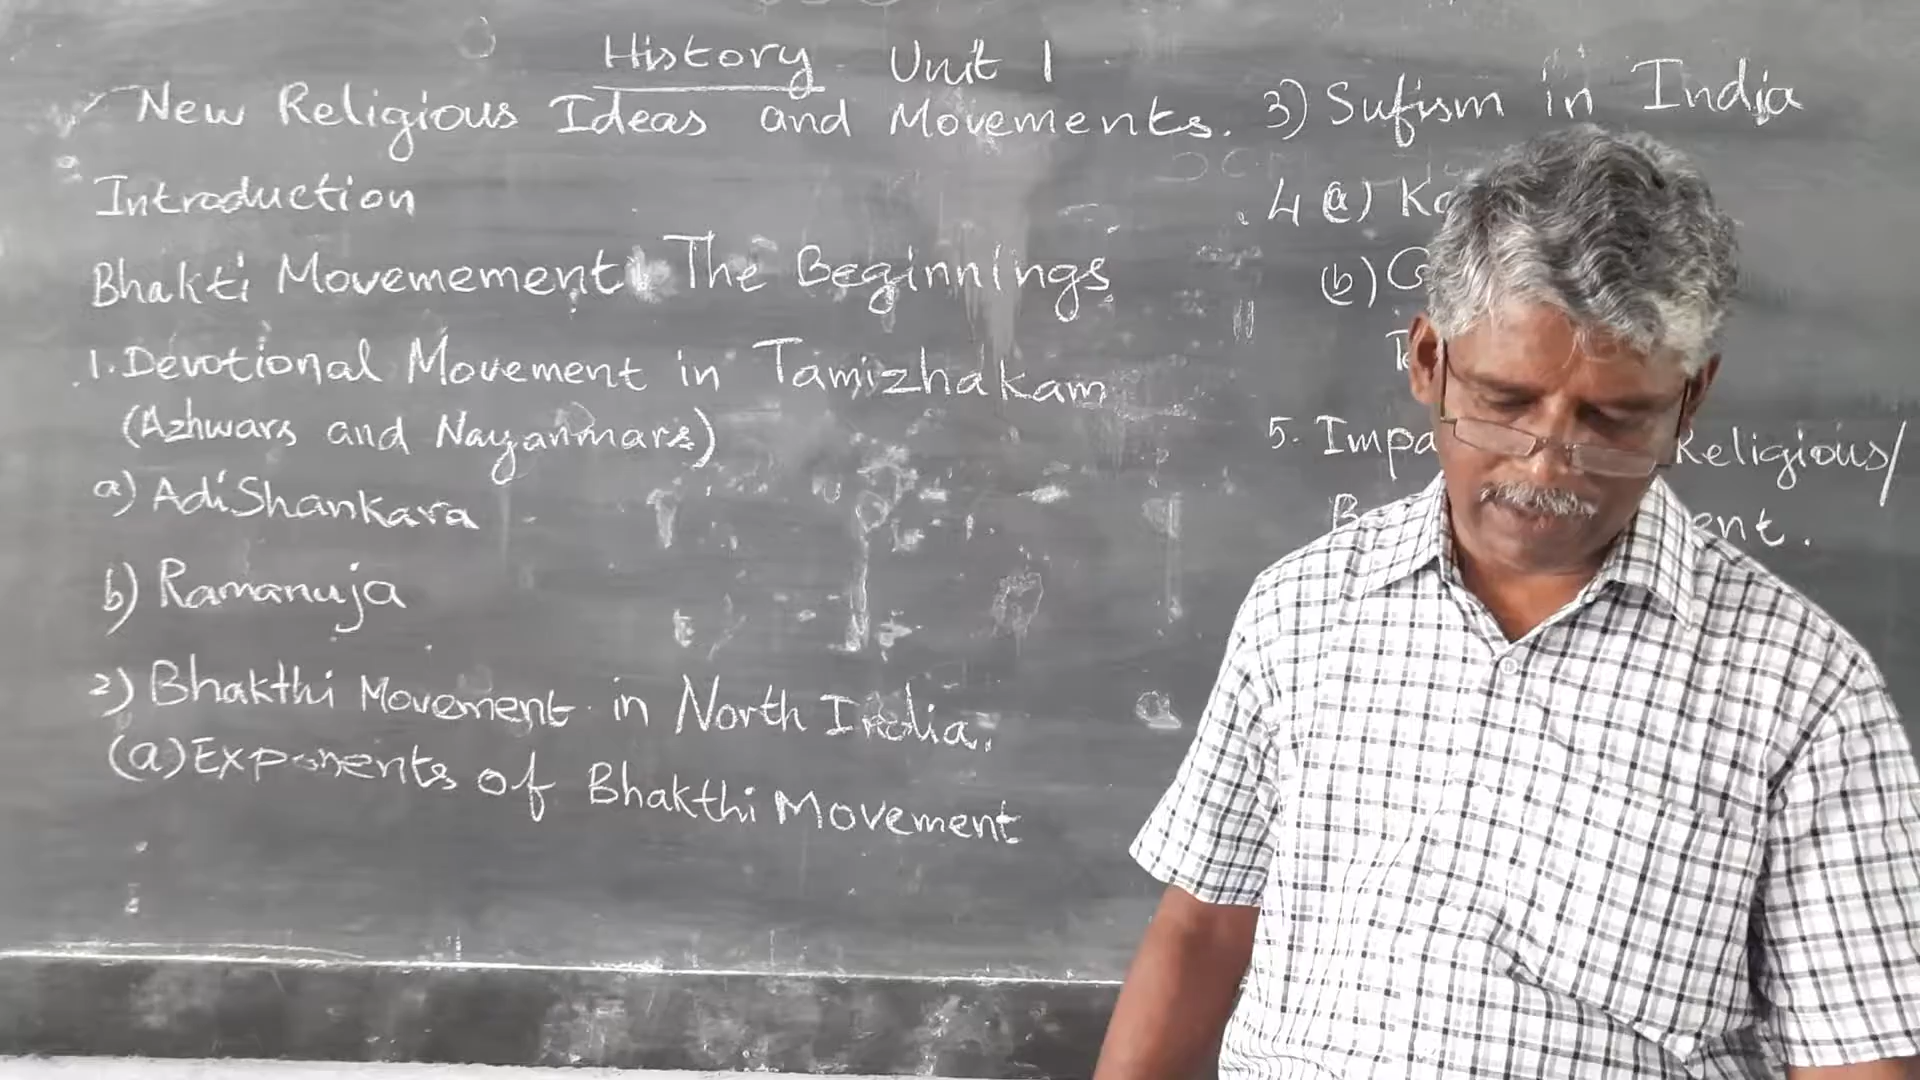 History Unit 1
New Religious Ideas and Movements.
Introduction
Bhakti Movemement: The Beginnings
1. Devotional Movement in Tamizhakam
(Azhwars and Nayanmars)
a) AdiShankara
b) Ramanuja
2) Bhakthi Movement in North India.
(a) Exponents of Bhakthi Movement
3) Sufism in India
4 (a)
(b)
5. Religious/